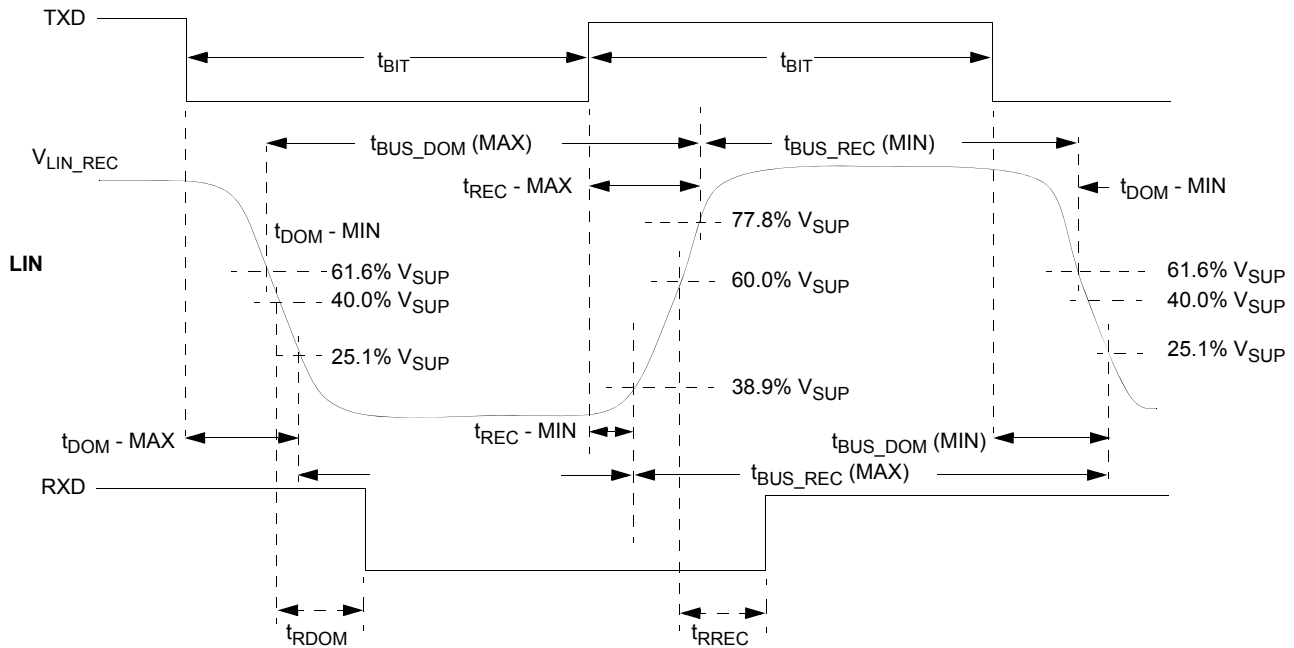 TXD
tBIT
tBIT
tBUS_DOM (MAX)
tBUS_REC (MIN)
VLIN_REC
tREC - MAX
tDOM - MIN
77.8% VSUP
tDOM - MIN
LIN
61.6% VSUP
60.0% VSUP
61.6% VSUP
40.0% VSUP
40.0% VSUP
25.1% VSUP
25.1% VSUP
38.9% VSUP
tDOM - MAX
tREC - MIN
tBUS_DOM (MIN)
tBUS_REC (MAX)
RXD
tRDOM
tRREC